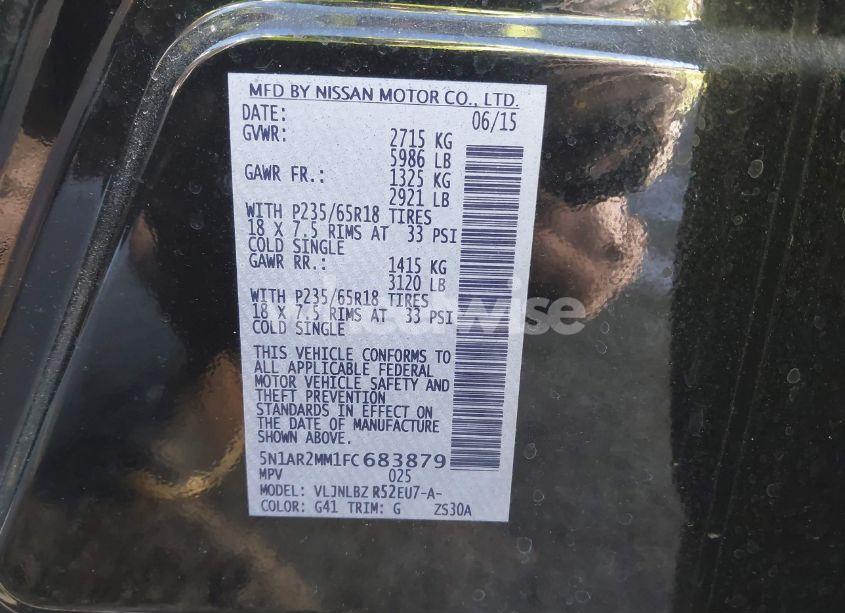 MFD BY NISSAN MOTOR CO., LTD.
DATE: 06/15
GVWR: 2715 KG
5986 LB
GAWR FR.: 1325 KG
2921 LB
WITH P235/65R18 TIRES
18 X 7.5 RIMS AT 33 PSI
COLD SINGLE
GAWR RR.: 1415 KG
3120 LB
WITH P235/65R18 TIRES
18 X 7.5 RIMS AT 33 PSI
COLD SINGLE
THIS VEHICLE CONFORMS TO
ALL APPLICABLE FEDERAL
MOTOR VEHICLE SAFETY AND
THEFT PREVENTION
STANDARDS IN EFFECT ON
THE DATE OF MANUFACTURE
SHOWN ABOVE.
5N1AR2MM1FC683879
MPV 025
MODEL: VLJNLBZ R52EU7-A-
COLOR: G41 TRIM: G ZS30A